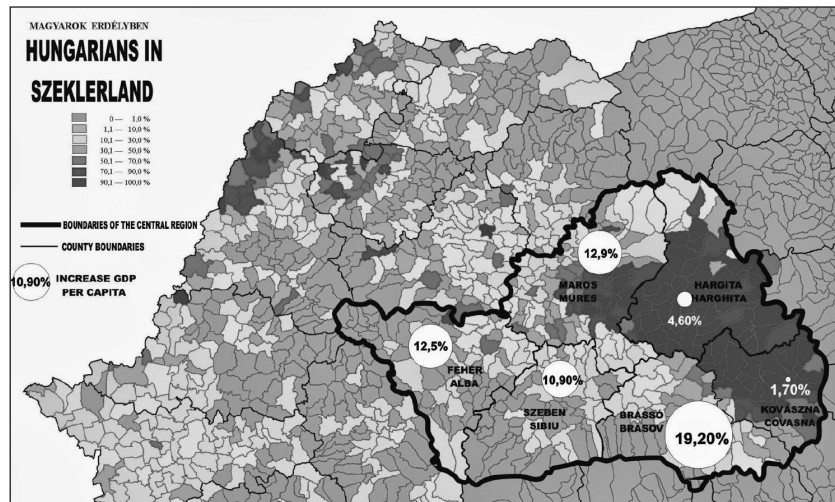 MAGYAROK ERDÉLYBEN
HUNGARIANS IN
SZEKLERLAND
0 — 1,0 %
1,1 — 10,0 %
10,1 — 30,0 %
30,1 — 50,0 %
50,1 — 70,0 %
70,1 — 90,0 %
90,1 — 100,0 %
BOUNDARIES OF THE CENTRAL REGION
COUNTY BOUNDARIES
10,90%
INCREASE GDP
PER CAPITA
12,9%
MAROS
MURES
HARGITA
HARGHITA
4,60%
12,5%
FEHÉR
ALBA
10,90%
SZEBEN
SIBIU
BRASSÓ
BRASOV
19,20%
1,70%
KOVÁSZNA
COVASNA